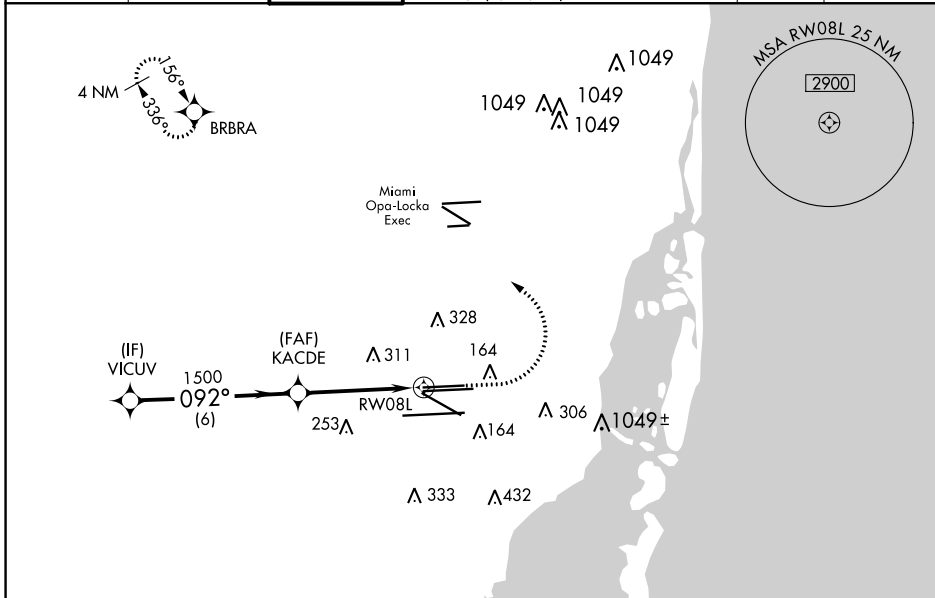 MSA RW08L 25 NM
2900
156°
4 NM
336°
BRBRA
1049
1049
1049
1049
Miami
Opa-Locka
Exec
328
311
164
(IF)
VICUV
1500
092°
(6)
(FAF)
KACDE
RW08L
253
306
1049±
164
333
432